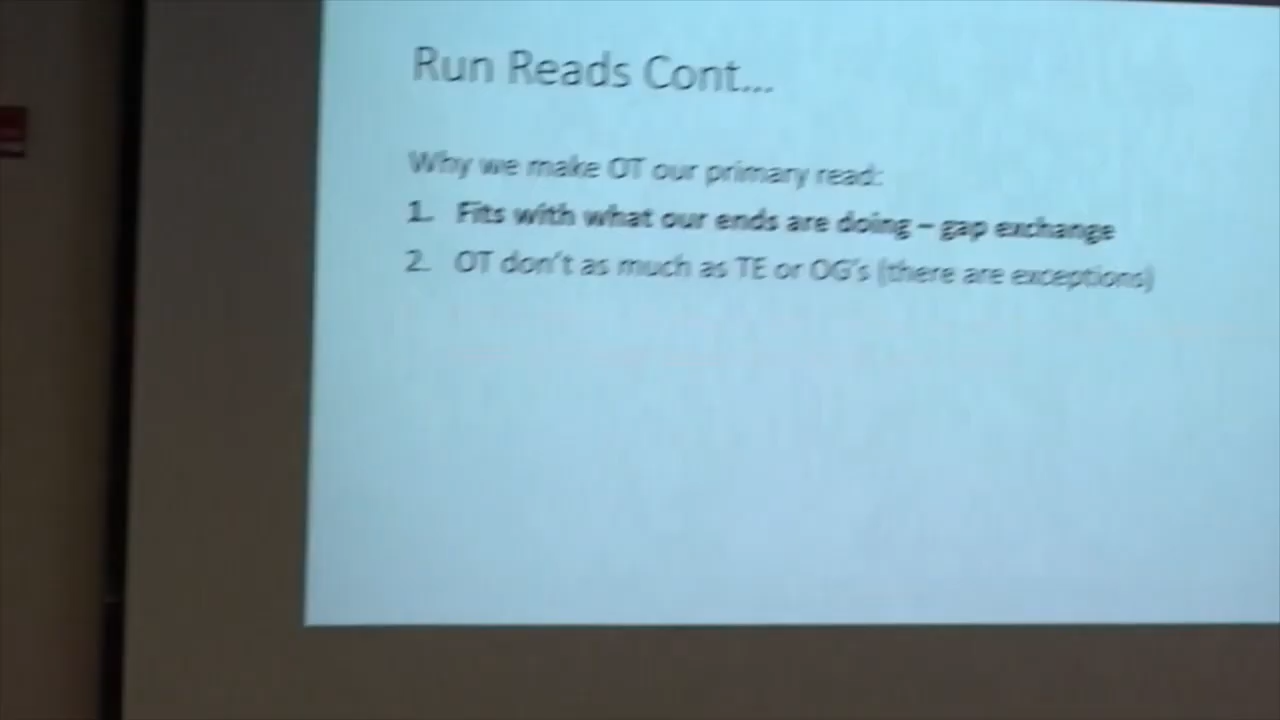 Run Reads Cont...
Why we make OT our primary read:
1. Fits with what our ends are doing – gap exchange
2. OT don't as much as TE or OG's (there are exceptions)